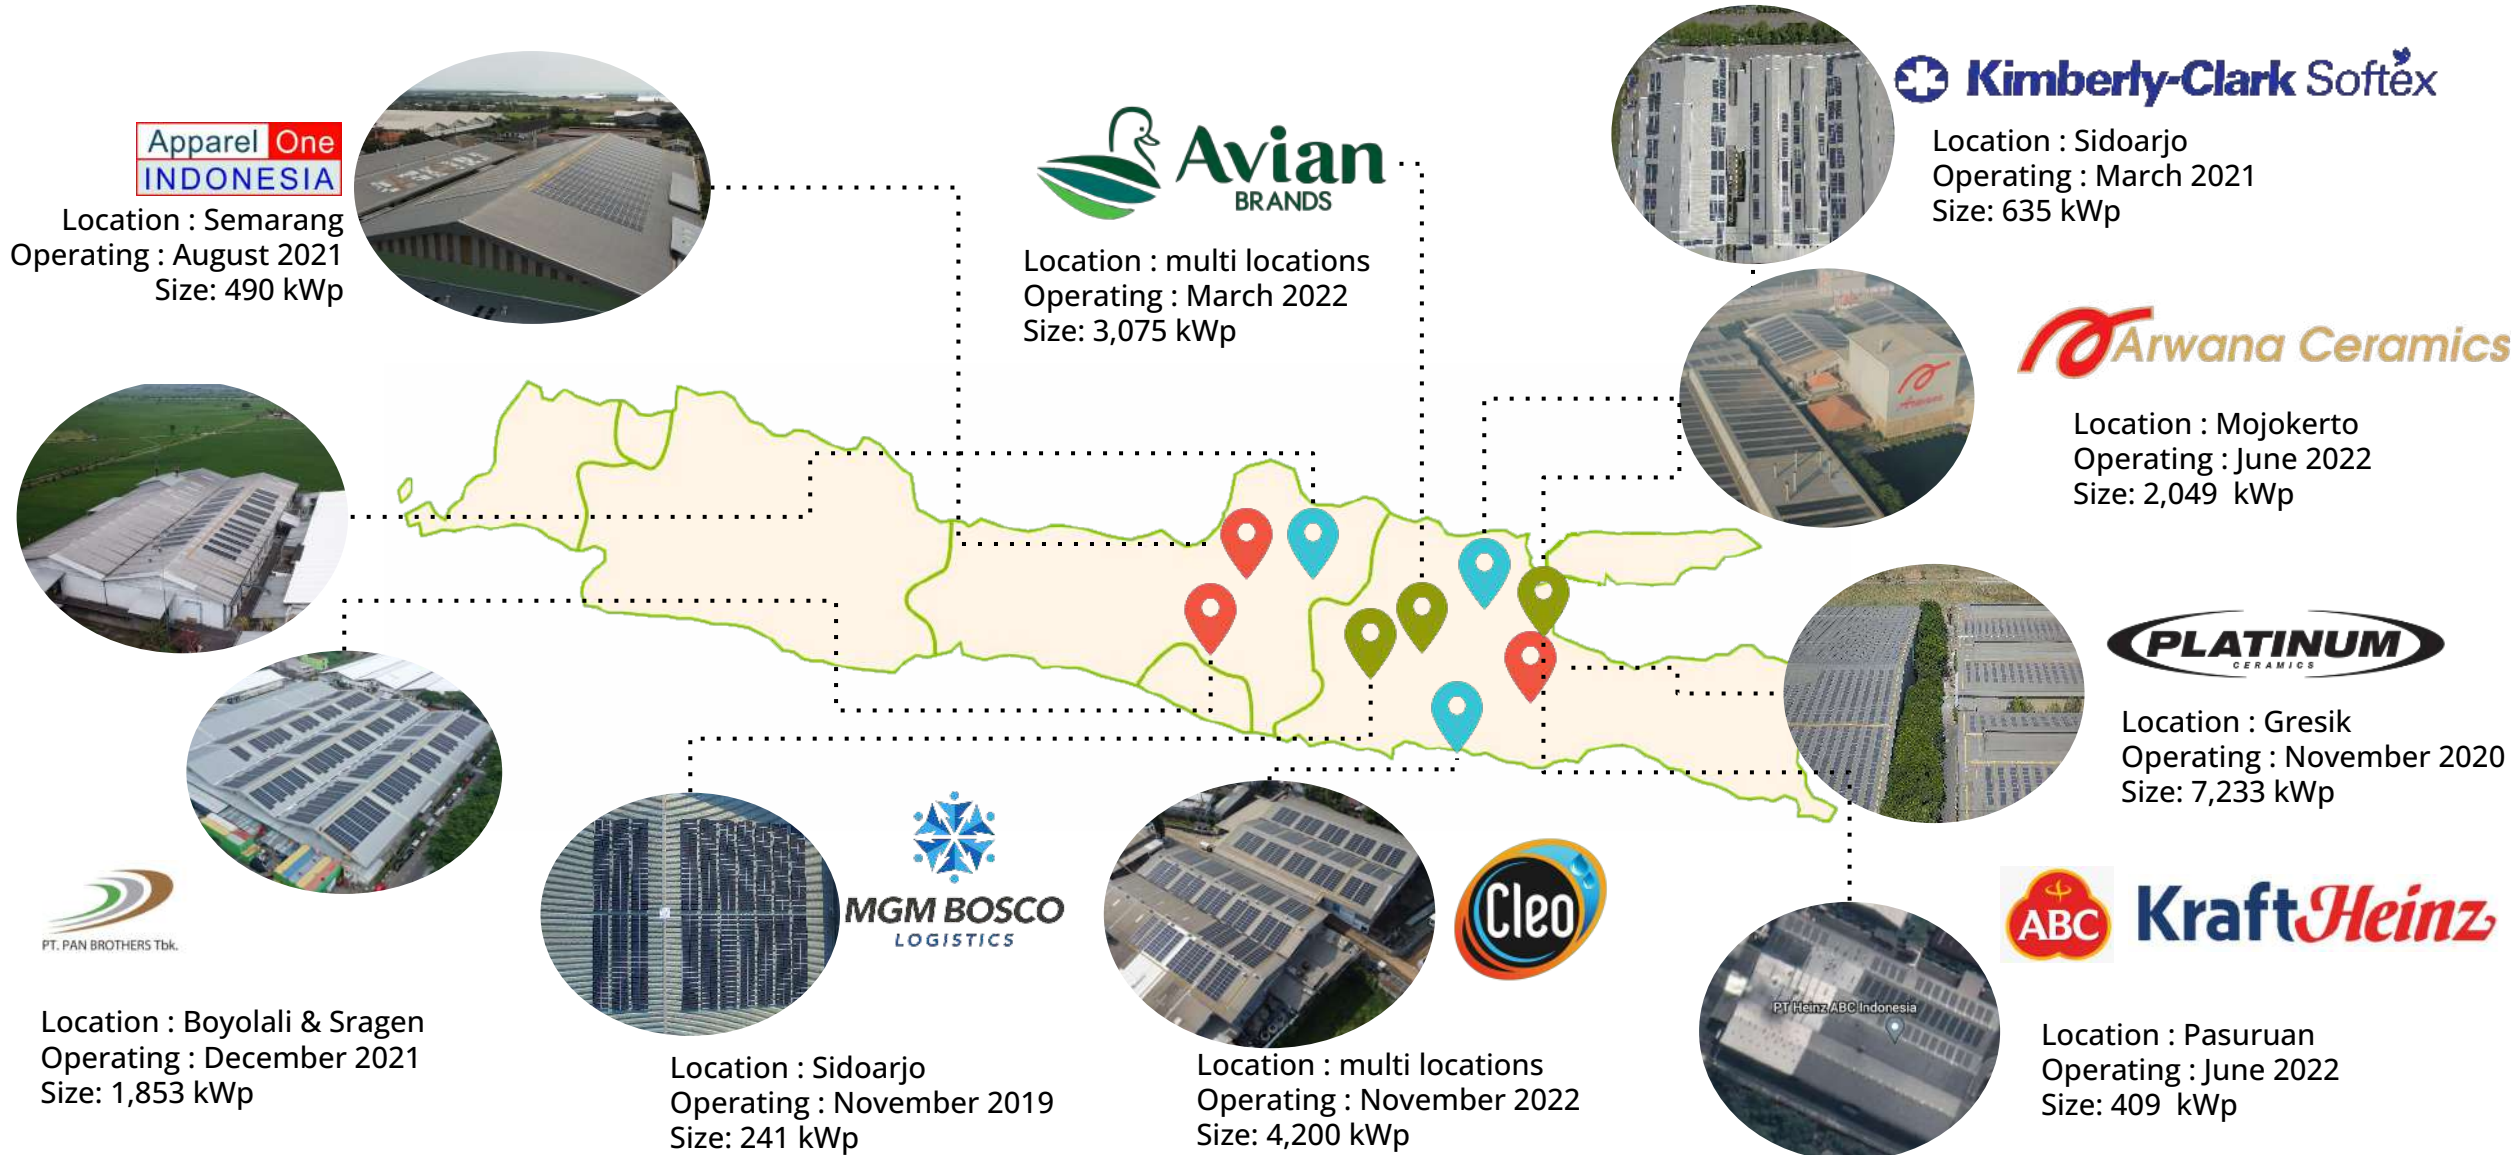 Apparel One
INDONESIA
Location : Semarang
Operating : August 2021
Size: 490 kWp
Avian
BRANDS
Location : multi locations
Operating : March 2022
Size: 3,075 kWp
Kimberly-Clark Softex
Location : Sidoarjo
Operating : March 2021
Size: 635 kWp
Arwana
Arwana Ceramics
Location : Mojokerto
Operating : June 2022
Size: 2,049 kWp
PLATINUM
CERAMICS
Location : Gresik
Operating : November 2020
Size: 7,233 kWp
PT. PAN BROTHERS Tbk.
Location : Boyolali & Sragen
Operating : December 2021
Size: 1,853 kWp
MGM BOSCO
LOGISTICS
Location : Sidoarjo
Operating : November 2019
Size: 241 kWp
Cleo
Location : multi locations
Operating : November 2022
Size: 4,200 kWp
ABC
KraftHeinz
PT Heinz ABC Indonesia
Location : Pasuruan
Operating : June 2022
Size: 409 kWp